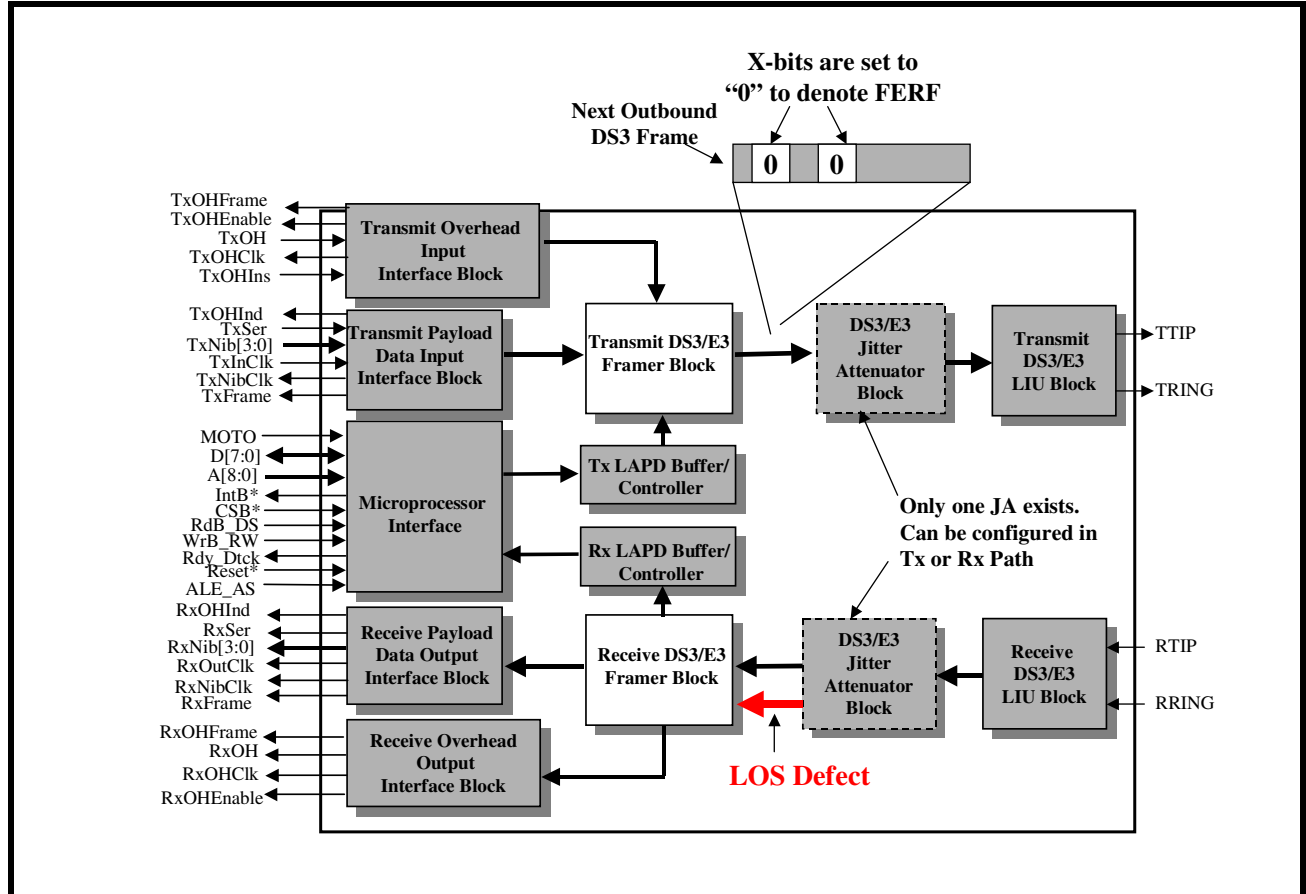 X-bits are set to
“0” to denote FERF
Next Outbound
DS3 Frame
0 0
TxOHFrame
TxOHEnable
TxOH
TxOHClk
TxOHIns
Transmit Overhead
Input
Interface Block
TxOHInd
TxSer
TxNib[3:0]
TxInClk
TxNibClk
TxFrame
Transmit Payload
Data Input
Interface Block
Transmit DS3/E3
Framer Block
DS3/E3
Jitter
Attenuator
Block
Transmit
DS3/E3
LIU Block
TTIP
TRING
MOTO
D[7:0]
A[8:0]
IntB*
CSB*
RdB_DS
WrB_RW
Rdy_Dtck
Reset*
ALE_AS
Microprocessor
Interface
Tx LAPD Buffer/
Controller
Rx LAPD Buffer/
Controller
Only one JA exists.
Can be configured in
Tx or Rx Path
RxOHInd
RxSer
RxNib[3:0]
RxOutClk
RxNibClk
RxFrame
Receive Payload
Data Output
Interface Block
Receive DS3/E3
Framer Block
DS3/E3
Jitter
Attenuator
Block
Receive
DS3/E3
LIU Block
RTIP
RRING
RxOHFrame
RxOH
RxOHClk
RxOHEnable
Receive Overhead
Output
Interface Block
LOS Defect